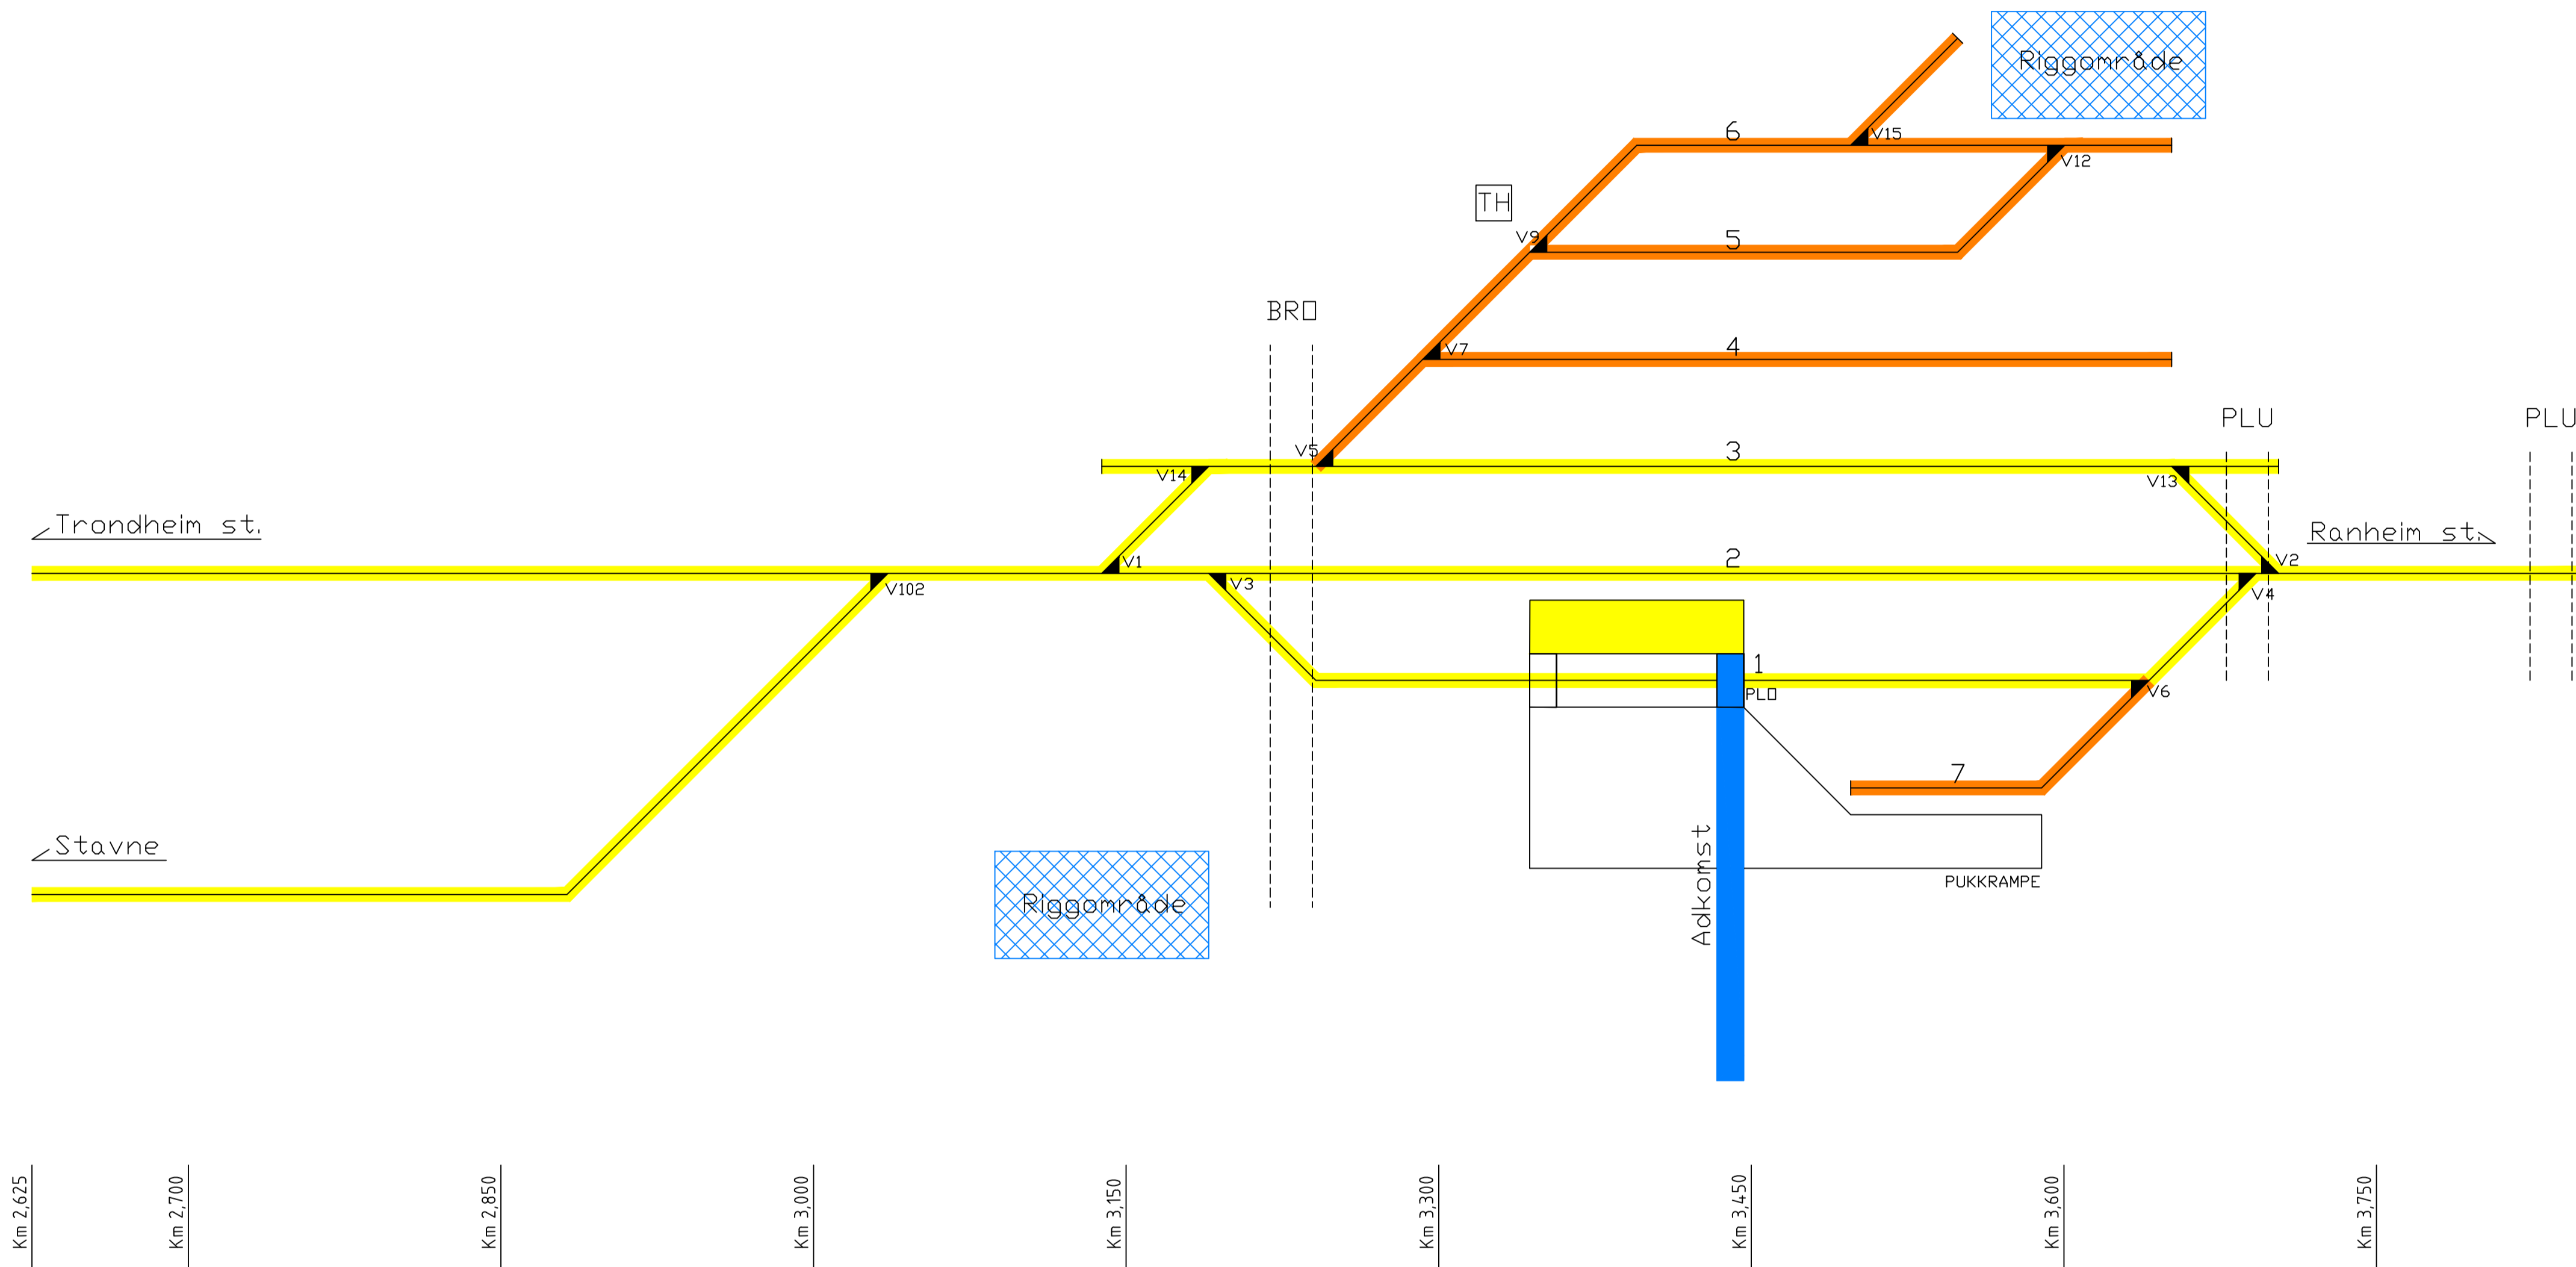 Riggområde
6
V15
V12
TH
V9
5
BRO
V7
4
PLU
PLU
V5
3
V14
V13
Trondheim st.
Ranheim st.
V1
2
V2
V102
V3
V4
1
PLO
V6
7
Stavne
Adkomst
PUKKRAMPE
Riggområde
Km 2,625
Km 2,700
Km 2,850
Km 3,000
Km 3,150
Km 3,300
Km 3,450
Km 3,600
Km 3,750